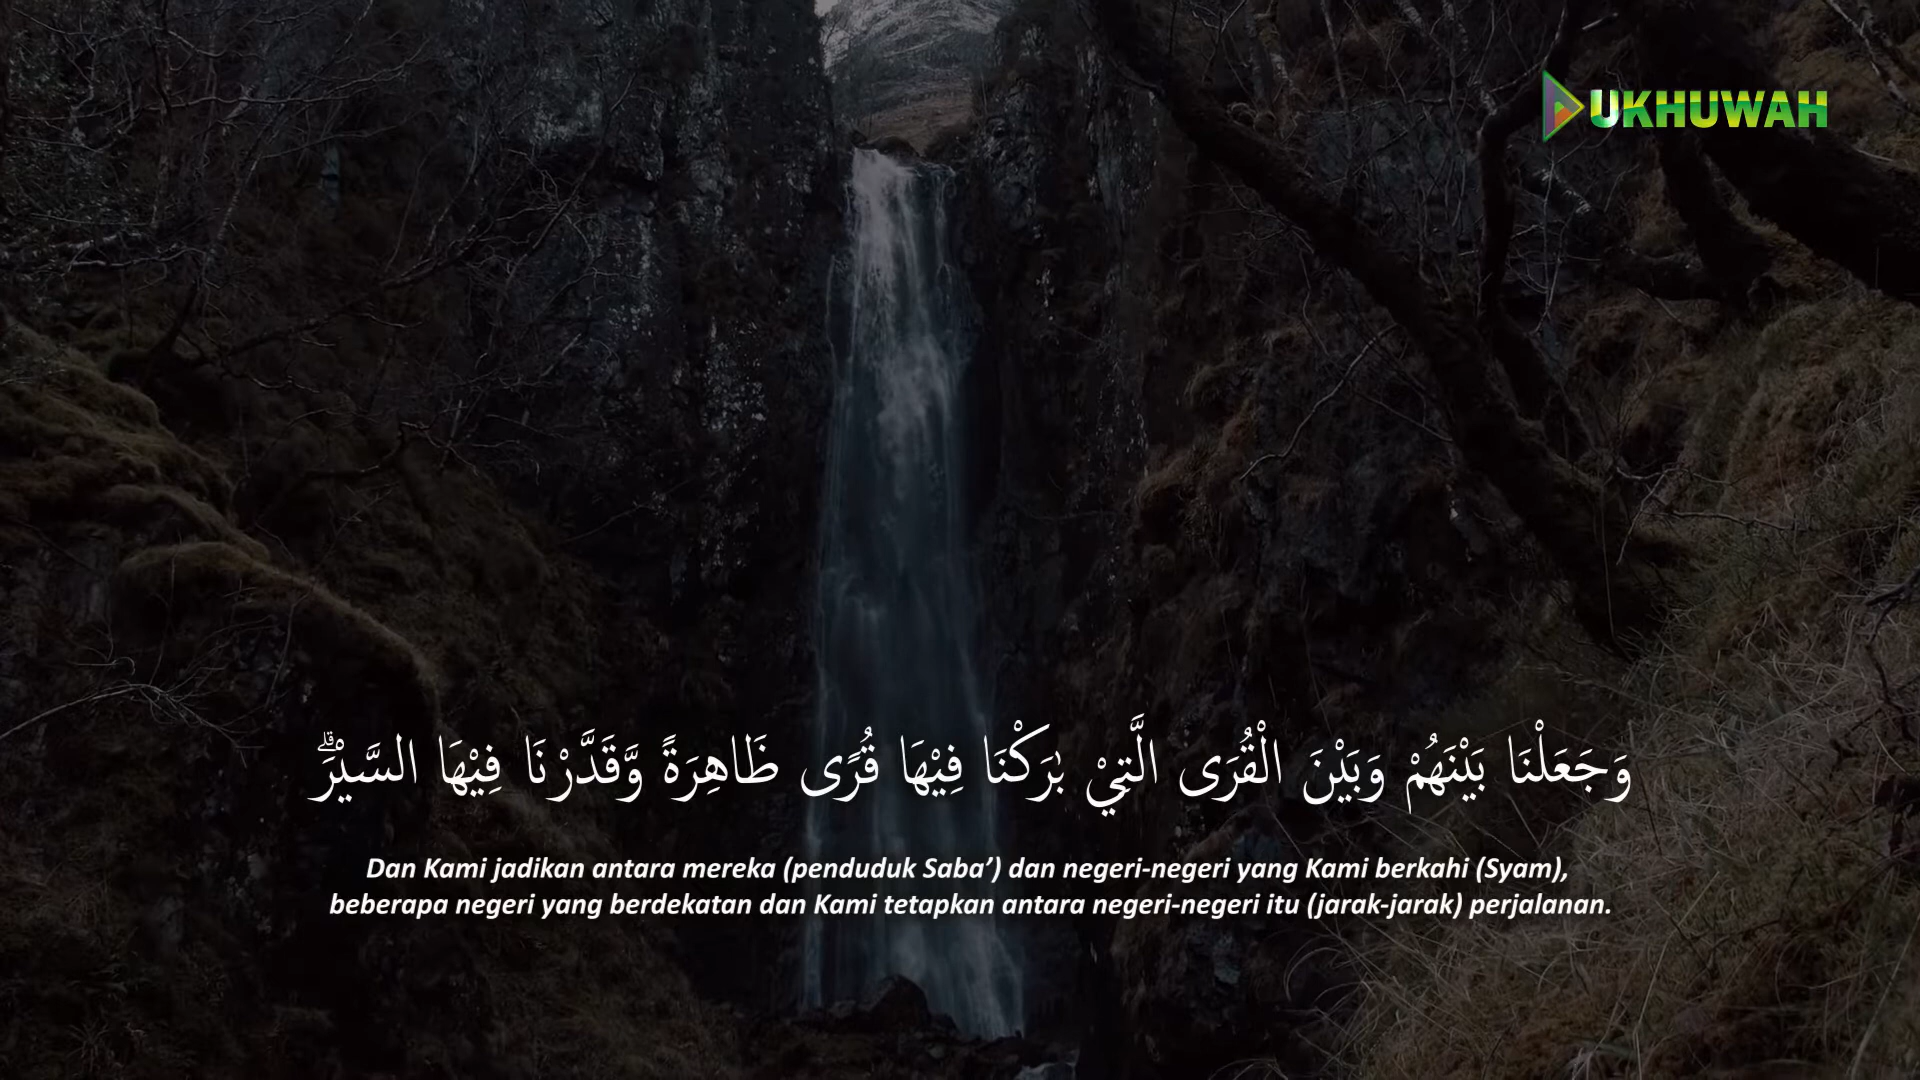 UKHUWAH
وَجَعَلْنَا بَيْنَهُمْ وَبَيْنَ الْقُرَى الَّتِيْ بٰرَكْنَا فِيْهَا قُرًى ظَاهِرَةً وَّقَدَّرْنَا فِيْهَا السَّيْرَۗ
Dan Kami jadikan antara mereka (penduduk Saba’) dan negeri-negeri yang Kami berkahi (Syam),
beberapa negeri yang berdekatan dan Kami tetapkan antara negeri-negeri itu (jarak-jarak) perjalanan.